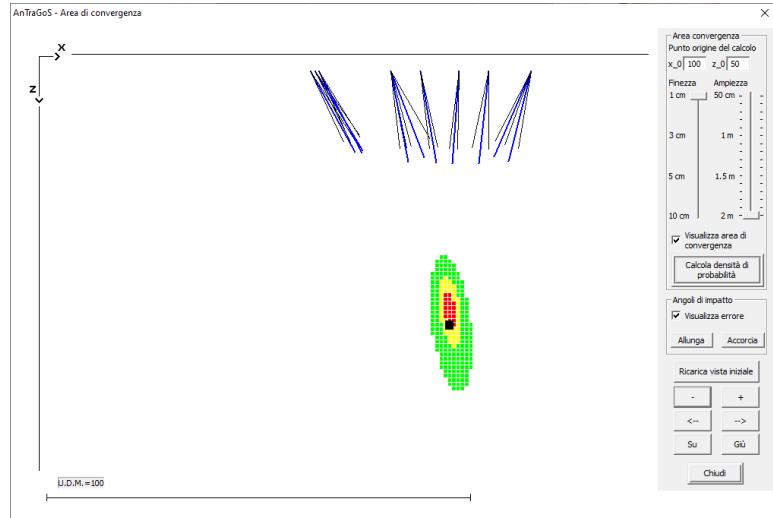 AnTraGoS - Area di convergenza
X
Z
U.D.M.=100
Area convergenza
Punto origine del calcolo
x_0 100 z_0 50
Finezza Ampiezza
1 cm 50 cm
3 cm 1 m
5 cm 1.5 m
10 cm 2 m
Visualizza area di
convergenza
Calcola densità di
probabilità
Angoli di impatto
Visualizza errore
Allunga Accorcia
Ricarica vista iniziale
- +
<-- -->
Su Giù
Chiudi